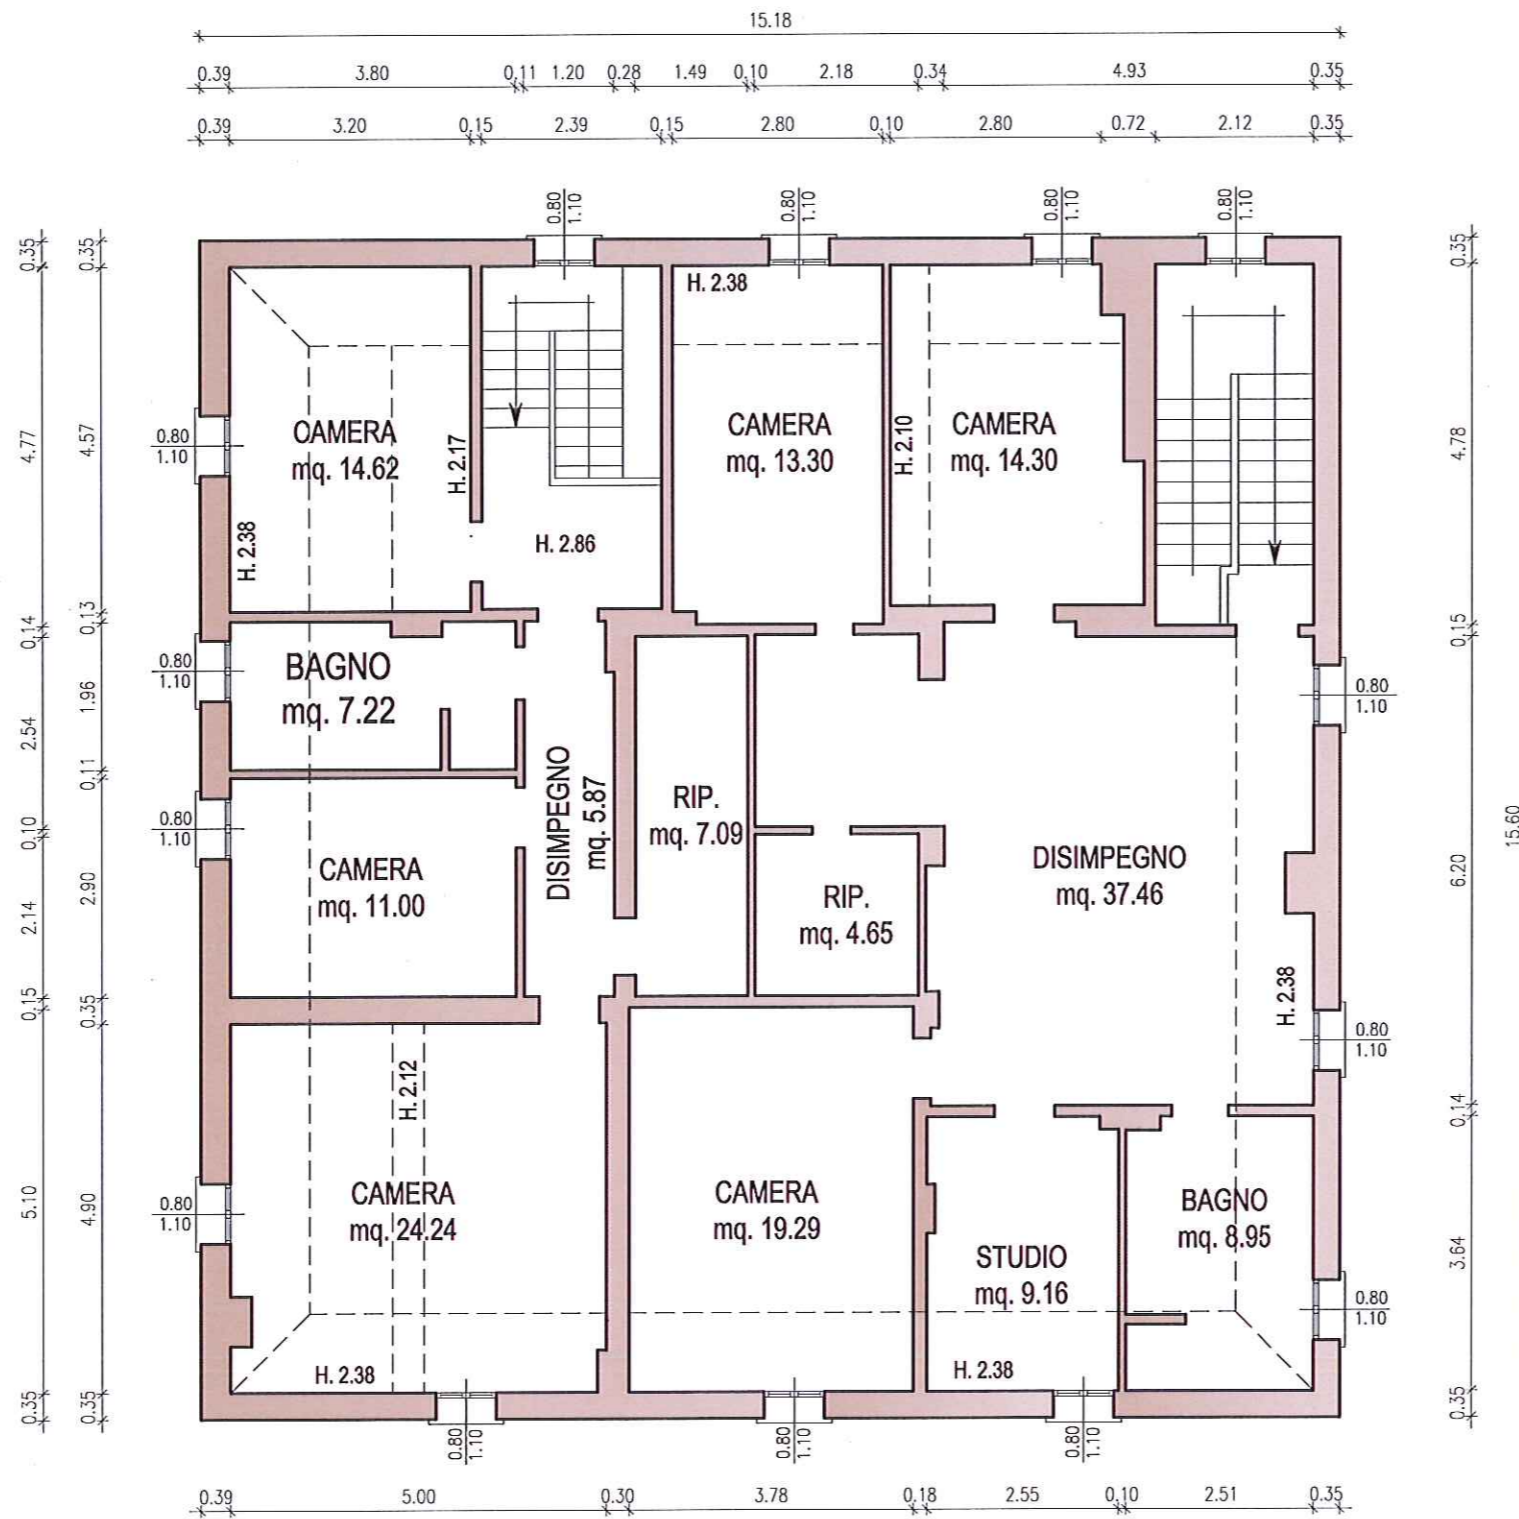 15.18
0.39 3.80 0.11 1.20 0.28 1.49 0.10 2.18 0.34 4.93 0.35
0.39 3.20 0.15 2.39 0.15 2.80 0.10 2.80 0.72 2.12 0.35
0.80 1.10
0.80 1.10
0.80 1.10
0.80 1.10
0.35 4.77 0.14 2.54 0.10 2.14 0.15 5.10 0.35
0.35 4.57 0.13 1.96 0.11 2.90 0.35 4.90 0.35
0.80
1.10
0.80
1.10
0.80
1.10
0.80
1.10
CAMERA
mq. 14.62
H. 2.17
H. 2.38
H. 2.86
H. 2.38
CAMERA
mq. 13.30
H. 2.10
CAMERA
mq. 14.30
BAGNO
mq. 7.22
DISIMPEGNO
mq. 5.87
RIP.
mq. 7.09
CAMERA
mq. 11.00
RIP.
mq. 4.65
DISIMPEGNO
mq. 37.46
H. 2.38
H. 2.12
CAMERA
mq. 24.24
H. 2.38
CAMERA
mq. 19.29
STUDIO
mq. 9.16
H. 2.38
BAGNO
mq. 8.95
0.80
1.10
0.80
1.10
0.80
1.10
0.35 4.78 0.15 6.20 0.14 3.64 0.35
15.60
0.80 1.10
0.80 1.10
0.80 1.10
0.39 5.00 0.30 3.78 0.18 2.55 0.10 2.51 0.35